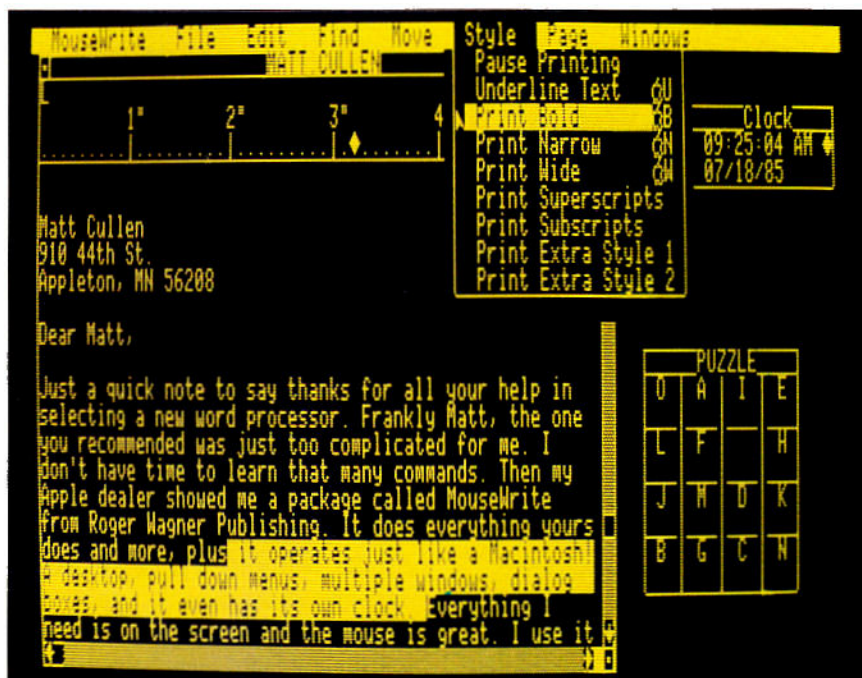 MouseWrite File Edit Find Move Style Page Windows
MATT CULLEN
1" 2" 3" 4
Pause Printing
Underline Text U
Print Bold B
Print Narrow N
Print Wide W
Print Superscripts
Print Subscripts
Print Extra Style 1
Print Extra Style 2
Clock
09:25:04 AM
07/18/85
Matt Cullen
910 44th St.
Appleton, MN 56208
Dear Matt,
Just a quick note to say thanks for all your help in
selecting a new word processor. Frankly Matt, the one
you recommended was just too complicated for me. I
don't have time to learn that many commands. Then my
Apple dealer showed me a package called MouseWrite
from Roger Wagner Publishing. It does everything yours
does and more, plus it operates just like a Macintosh!
A desktop, pull down menus, multiple windows, dialog
boxes, and it even has its own clock. Everything I
need is on the screen and the mouse is great. I use it
PUZZLE
O A I E
L F H
J M D K
B G C N